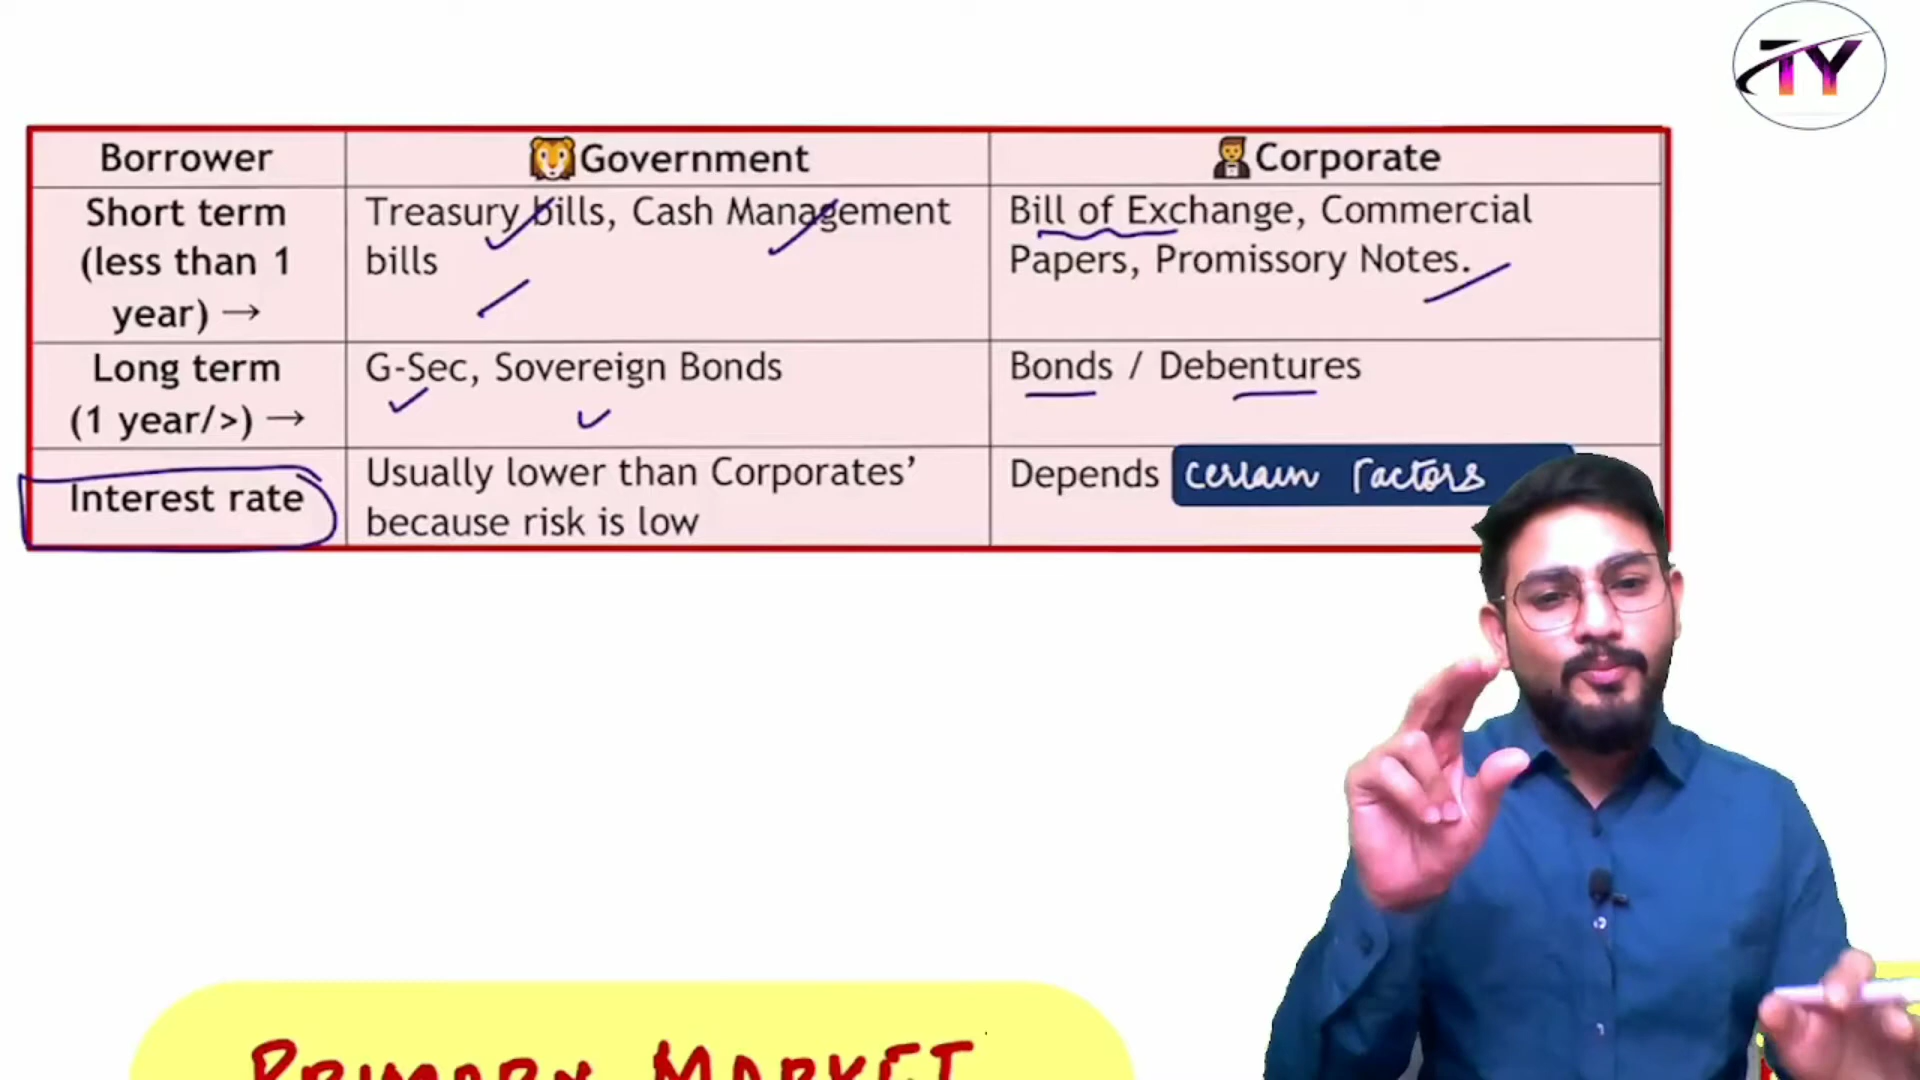 TY
Borrower
Government
Corporate
Short term
(less than 1
year) →
Treasury bills, Cash Management
bills
Bill of Exchange, Commercial
Papers, Promissory Notes.
Long term
(1 year/>) →
G-Sec, Sovereign Bonds
Bonds / Debentures
Interest rate
Usually lower than Corporates’
because risk is low
Depends certain factors
PRIMARY MARKET